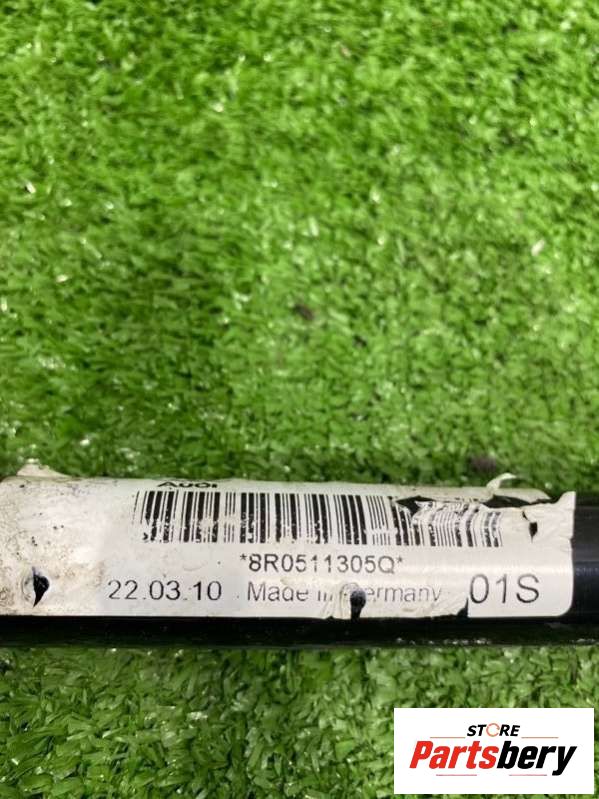 AUDI
*8R0511305Q*
22.03.10 Made in Germany 01S
STORE
Partsbery